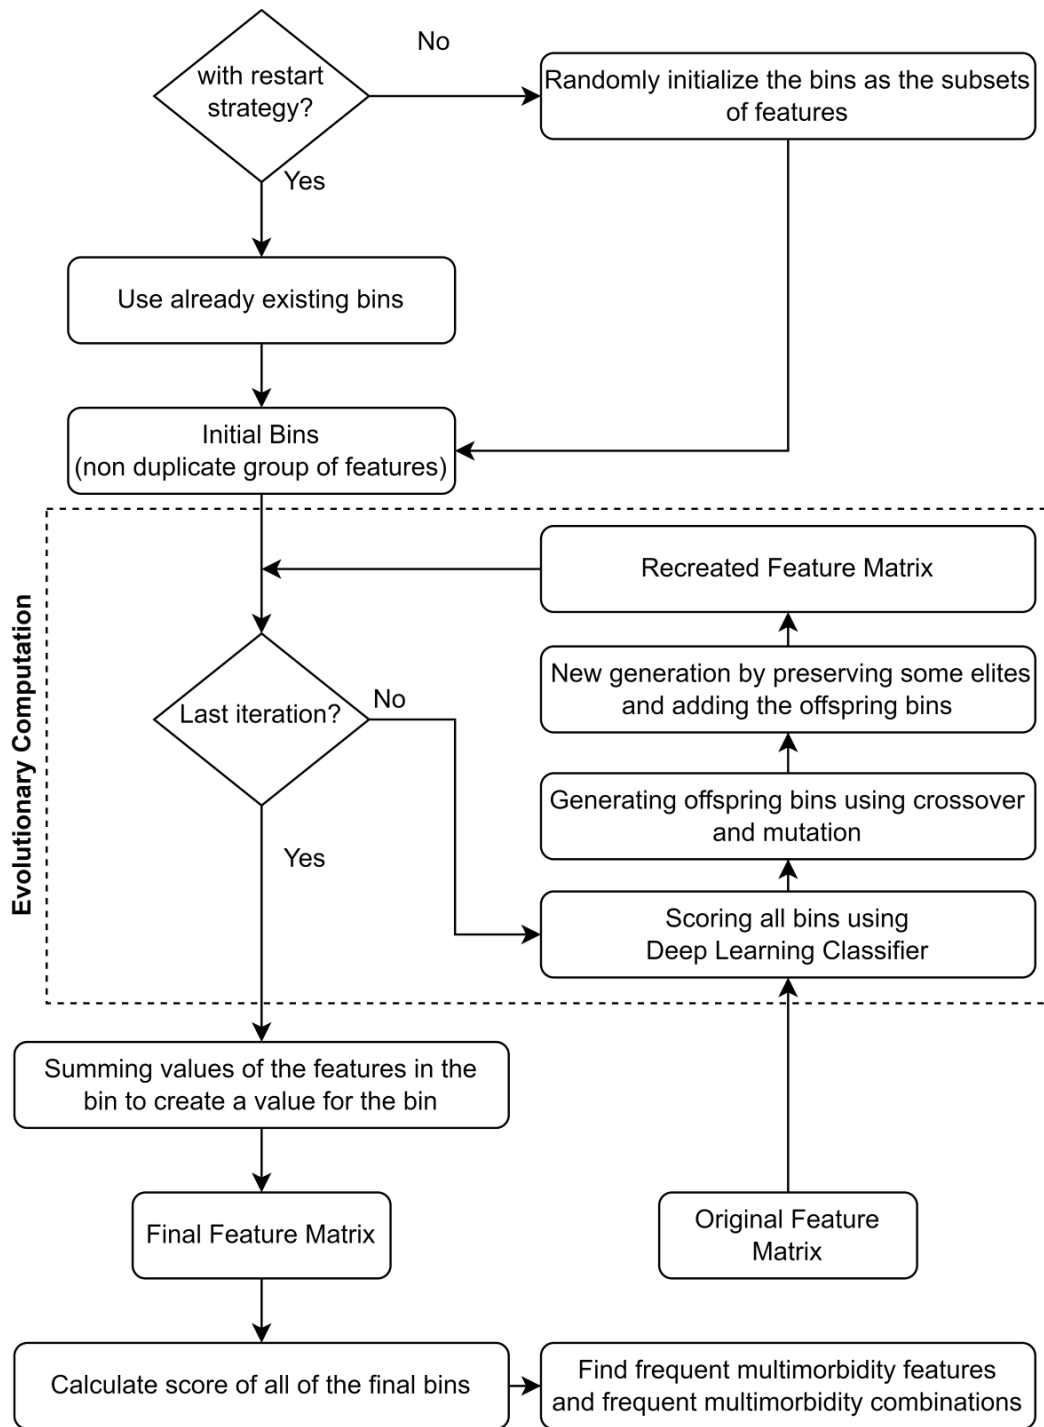 with restart
strategy?
No
Randomly initialize the bins as the subsets
of features
Yes
Use already existing bins
Initial Bins
(non duplicate group of features)
Evolutionary Computation
Recreated Feature Matrix
New generation by preserving some elites
and adding the offspring bins
Last iteration?
No
Generating offspring bins using crossover
and mutation
Yes
Scoring all bins using
Deep Learning Classifier
Summing values of the features in the
bin to create a value for the bin
Final Feature Matrix
Original Feature
Matrix
Calculate score of all of the final bins
Find frequent multimorbidity features
and frequent multimorbidity combinations